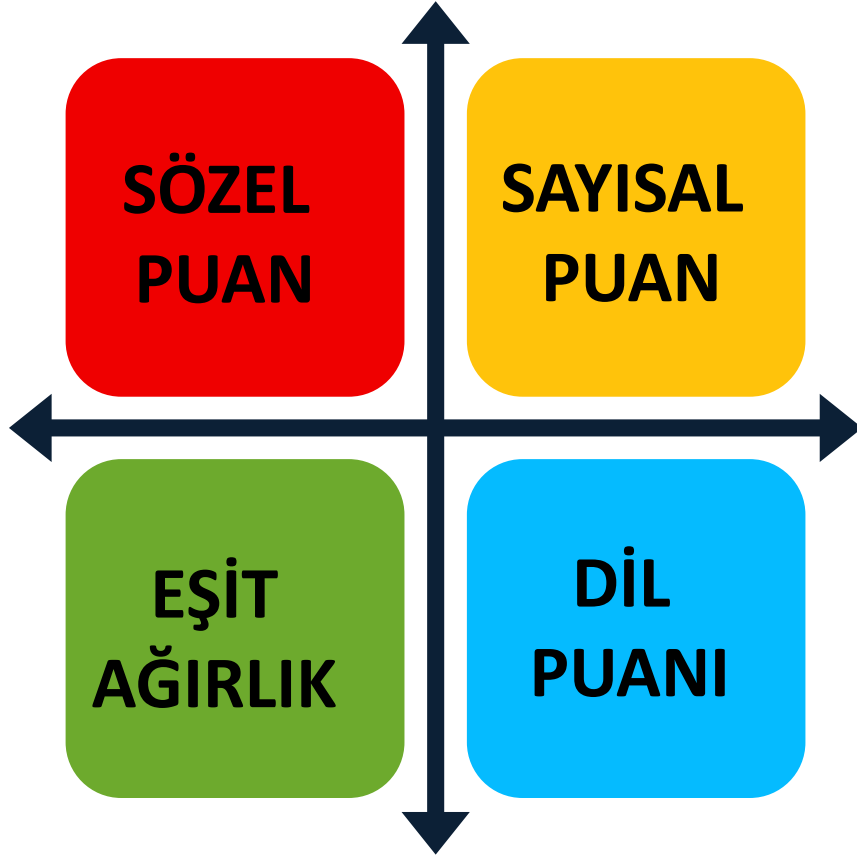 SÖZEL
PUAN
SAYISAL
PUAN
EŞİT
AĞIRLIK
DİL
PUANI